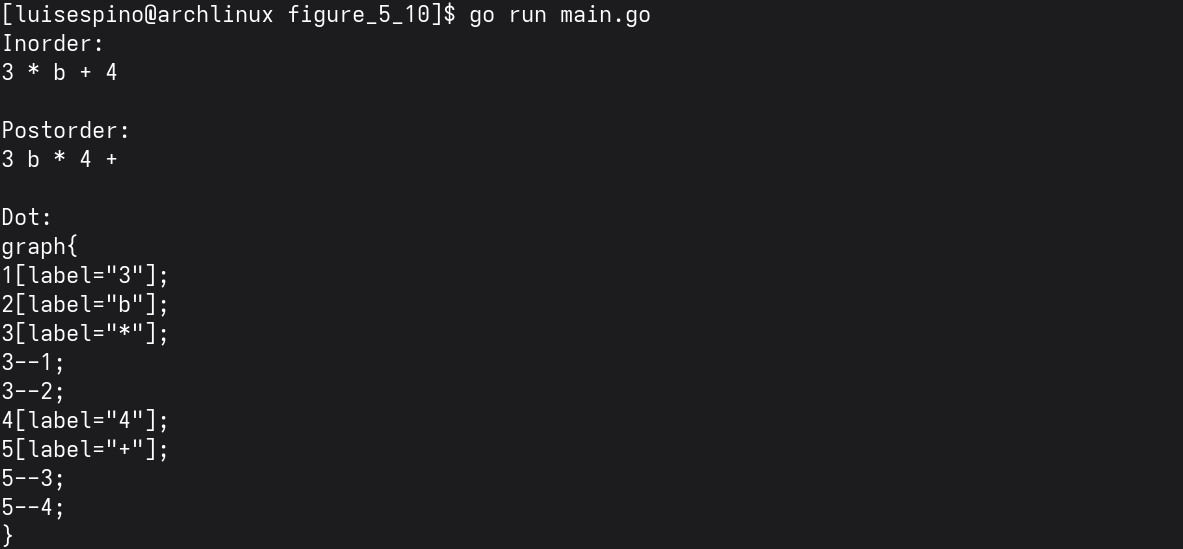 [luisespino@archlinux figure_5_10]$ go run main.go
Inorder:
3 * b + 4
Postorder:
3 b * 4 +
Dot:
graph{
1[label="3"];
2[label="b"];
3[label="*"];
3--1;
3--2;
4[label="4"];
5[label="+"];
5--3;
5--4;
}